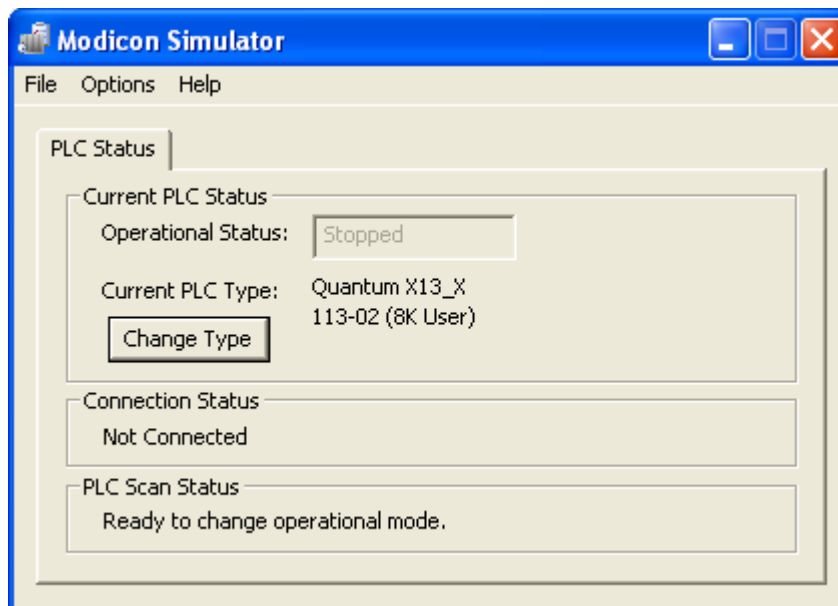 Modicon Simulator
File Options Help
PLC Status
Current PLC Status
Operational Status: Stopped
Current PLC Type: Quantum X13_X
113-02 (8K User)
Change Type
Connection Status
Not Connected
PLC Scan Status
Ready to change operational mode.